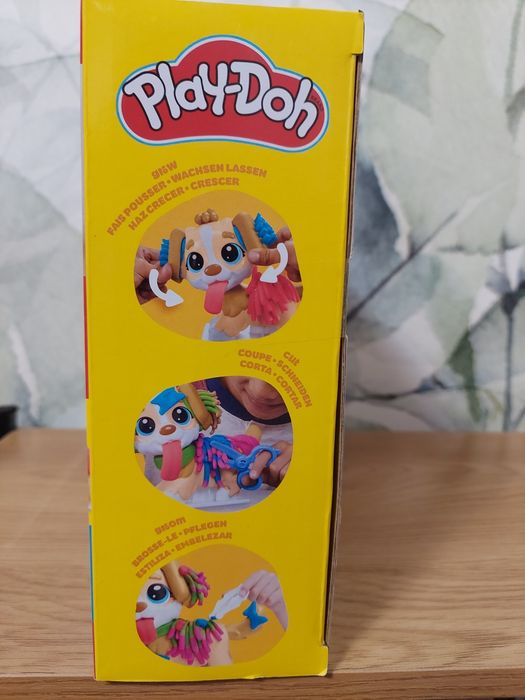 PLAY-DOH
grow
FAIS POUSSER • WACHSEN LASSEN
HAZ CRECER • CRESCER
cut
COUPE • SCHNEIDEN
CORTA • CORTAR
groom
BROSSE-LE • PFLEGEN
ESTILIZA • EMBELEZAR